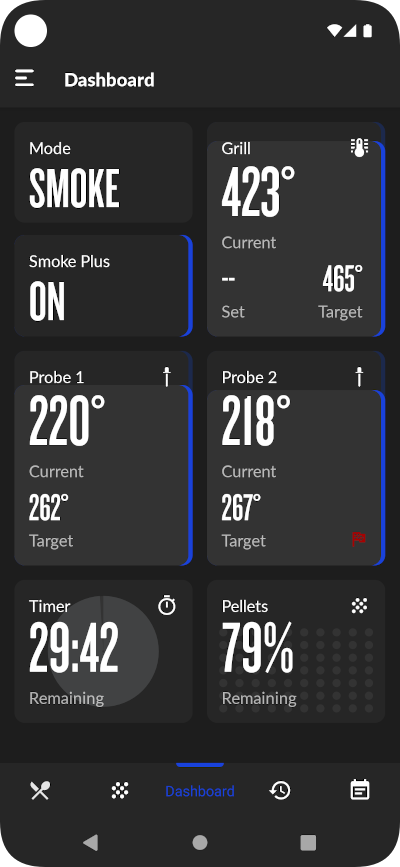 Dashboard
Mode
SMOKE
Smoke Plus
ON
Grill
423°
Current
-- 465°
Set Target
Probe 1
220°
Current
262°
Target
Probe 2
218°
Current
267°
Target
Timer
29:42
Remaining
Pellets
79%
Remaining
Dashboard